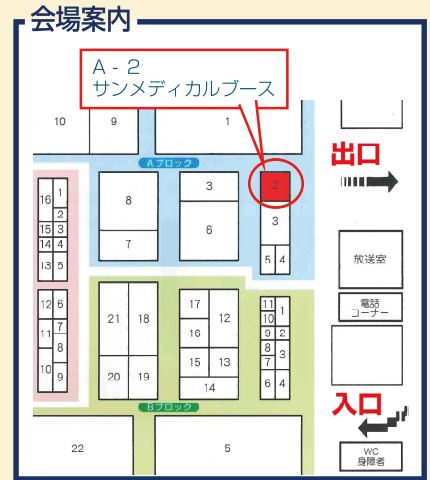 会場案内
A - 2
サンメディカルブース
10 9 1
出口
Aブロック
16 1
2
15 3
14 4
13 5
8
7
3
6
2
3
5 4
放送室
電話
コーナー
12 6
11 7
8
10 9
21 18
20 19
17 12
16
15 13
14
11 1
10
9 2
8 3
7
6 4
入口
Bブロック
22 5
WC
身障者